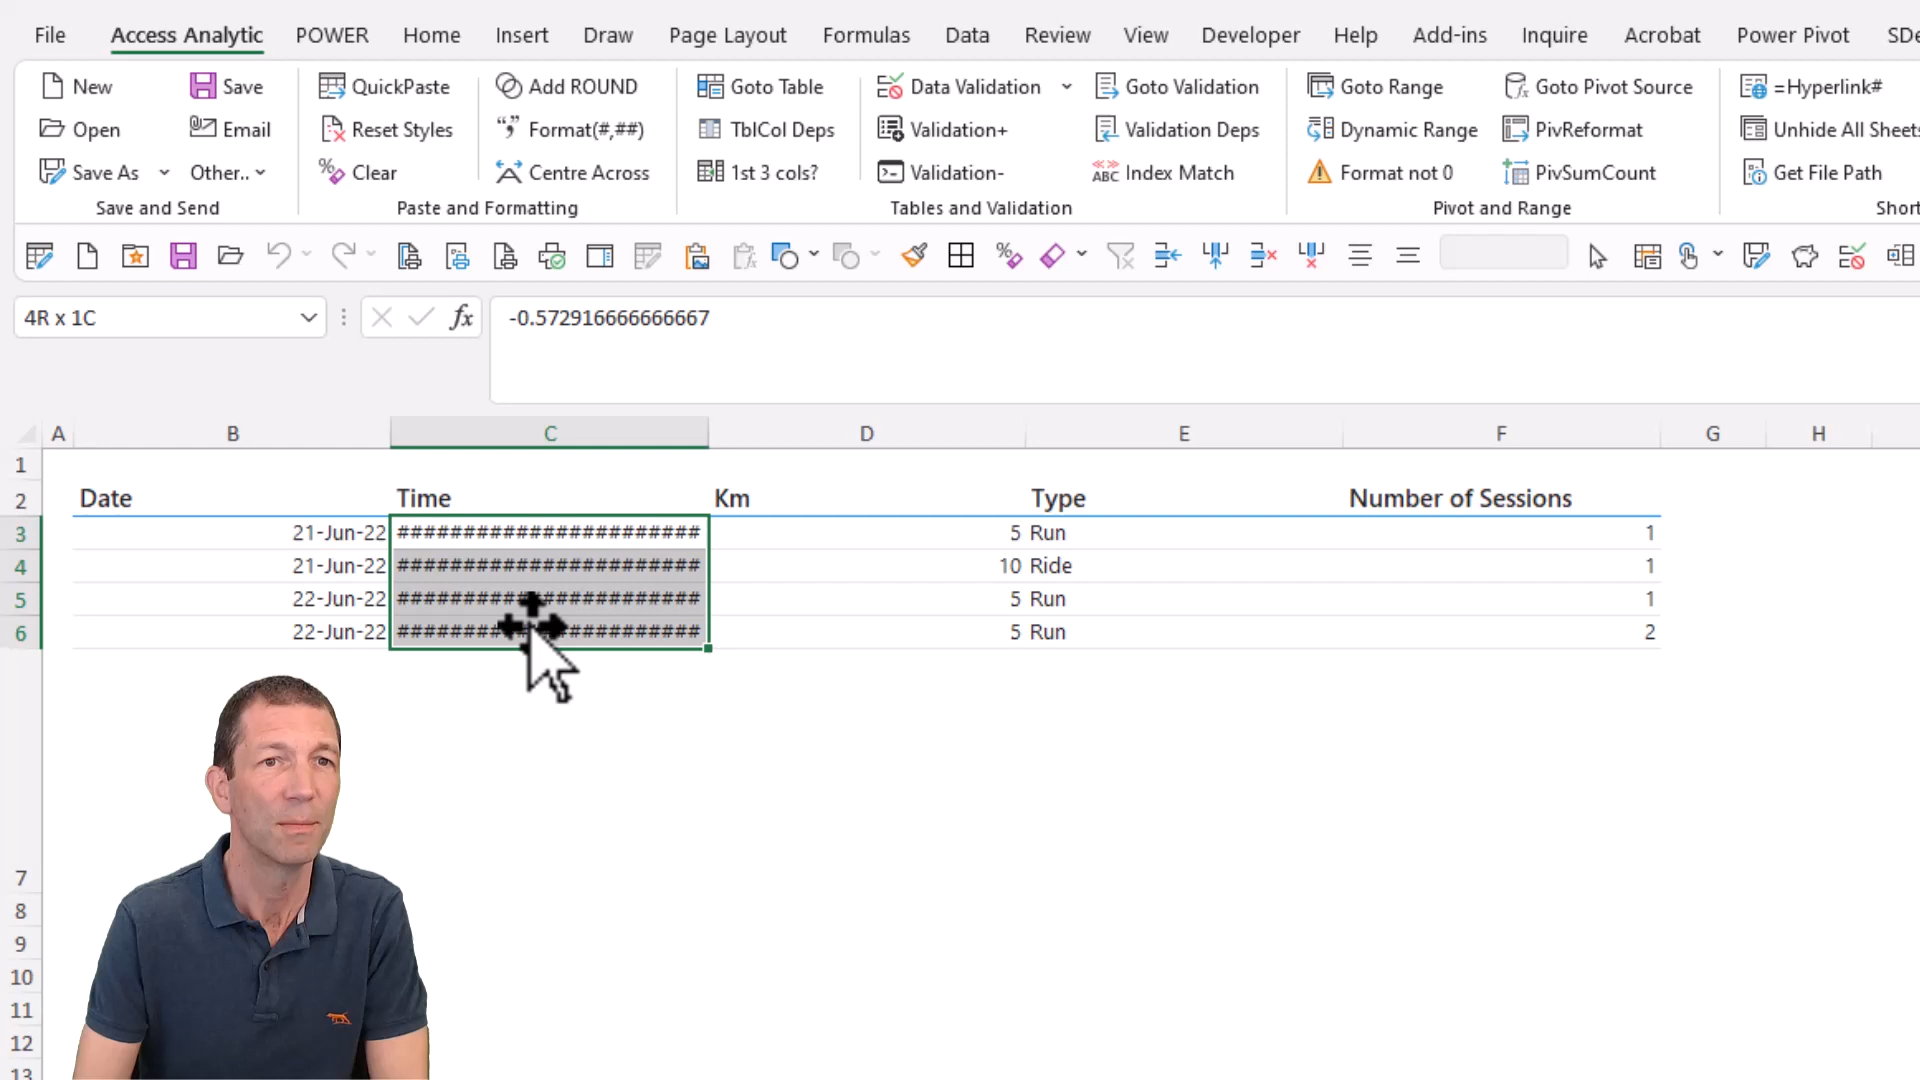 File Access Analytic POWER Home Insert Draw Page Layout Formulas Data Review View Developer Help Add-ins Inquire Acrobat Power Pivot SDe
New Save QuickPaste Add ROUND Goto Table Data Validation Goto Validation Goto Range Goto Pivot Source =Hyperlink#
Open Email Reset Styles Format(#,##) TblCol Deps Validation+ Validation Deps Dynamic Range PivReformat Unhide All Sheets
Save As Other.. Clear Centre Across 1st 3 cols? Validation- Index Match Format not 0 PivSumCount Get File Path
Save and Send Paste and Formatting Tables and Validation Pivot and Range Short
4R x 1C fx -0.572916666666667
A B C D E F G H
1
2 Date Time Km Type Number of Sessions
3 21-Jun-22 ####################### 5 Run 1
4 21-Jun-22 ####################### 10 Ride 1
5 22-Jun-22 ####################### 5 Run 1
6 22-Jun-22 ####################### 5 Run 2
7
8
9
10
11
12
13